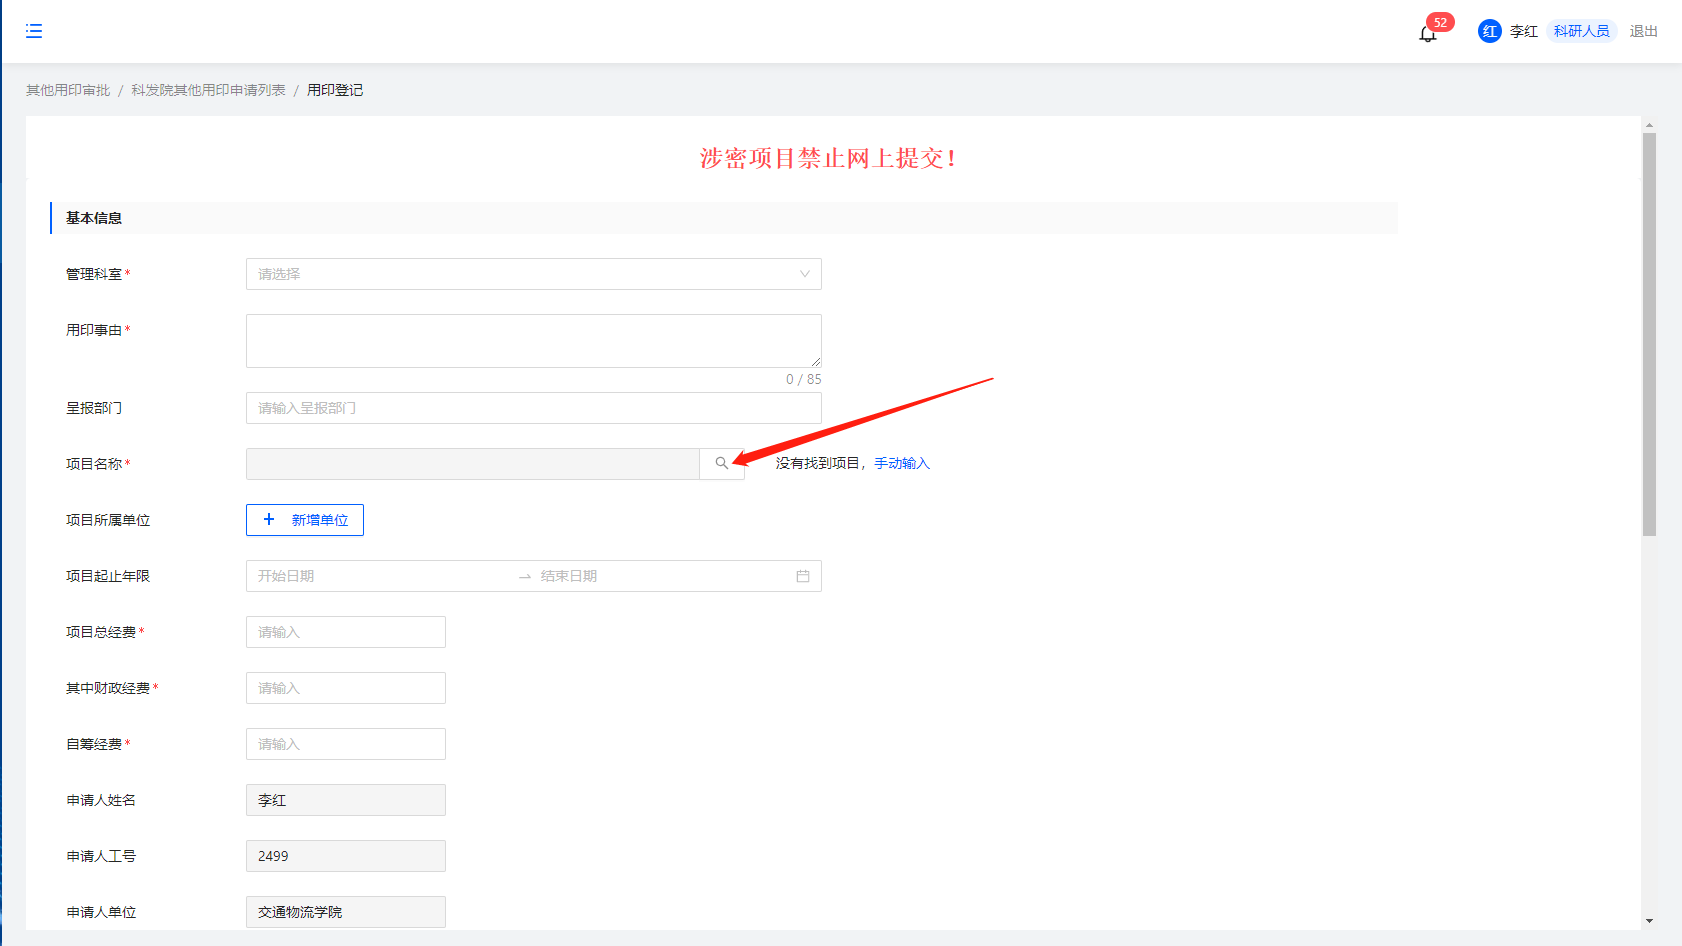 52
红 李红 科研人员 退出
其他用印审批 / 科发院其他用印申请列表 / 用印登记
涉密项目禁止网上提交！
基本信息
管理科室* 请选择
用印事由*
0 / 85
呈报部门 请输入呈报部门
项目名称* 没有找到项目，手动输入
项目所属单位 + 新增单位
项目起止年限 开始日期 → 结束日期
项目总经费* 请输入
其中财政经费* 请输入
自筹经费* 请输入
申请人姓名 李红
申请人工号 2499
申请人单位 交通物流学院